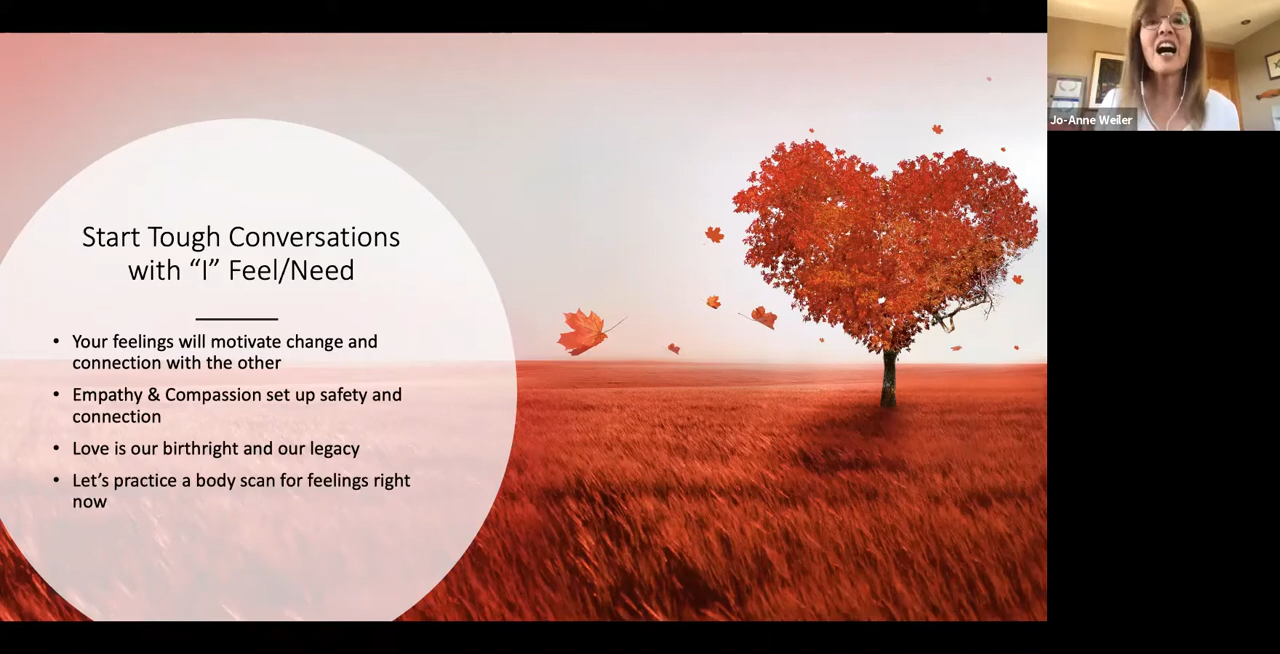 Start Tough Conversations
with “I” Feel/Need
• Your feelings will motivate change and
connection with the other
• Empathy & Compassion set up safety and
connection
• Love is our birthright and our legacy
• Let’s practice a body scan for feelings right
now
Jo-Anne Weiler